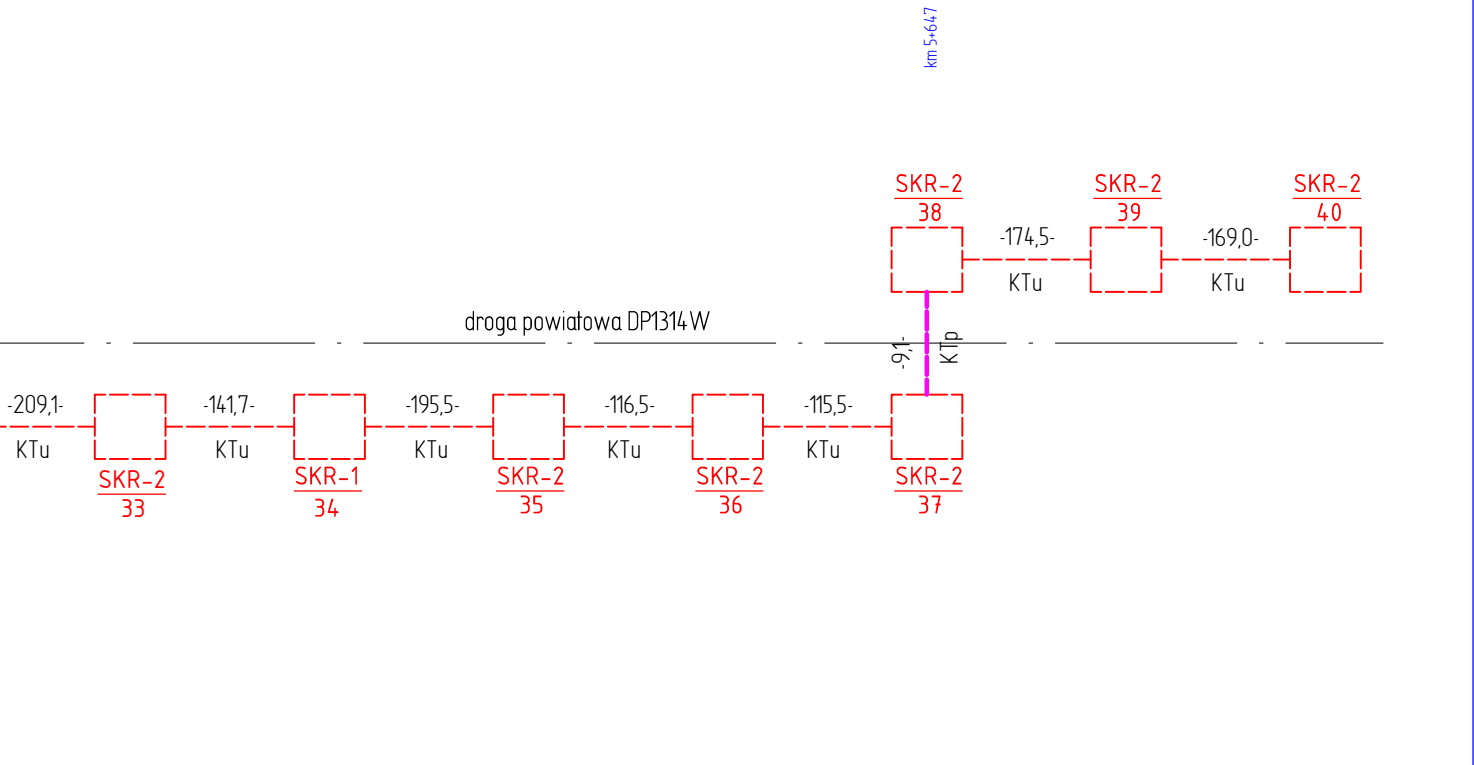 km 5+647
SKR-2
38
SKR-2
39
SKR-2
40
-174,5-
KTu
-169,0-
KTu
droga powiatowa DP1314W
-9,1-
KTp
-209,1-
KTu
-141,7-
KTu
-195,5-
KTu
-116,5-
KTu
-115,5-
KTu
SKR-2
33
SKR-1
34
SKR-2
35
SKR-2
36
SKR-2
37